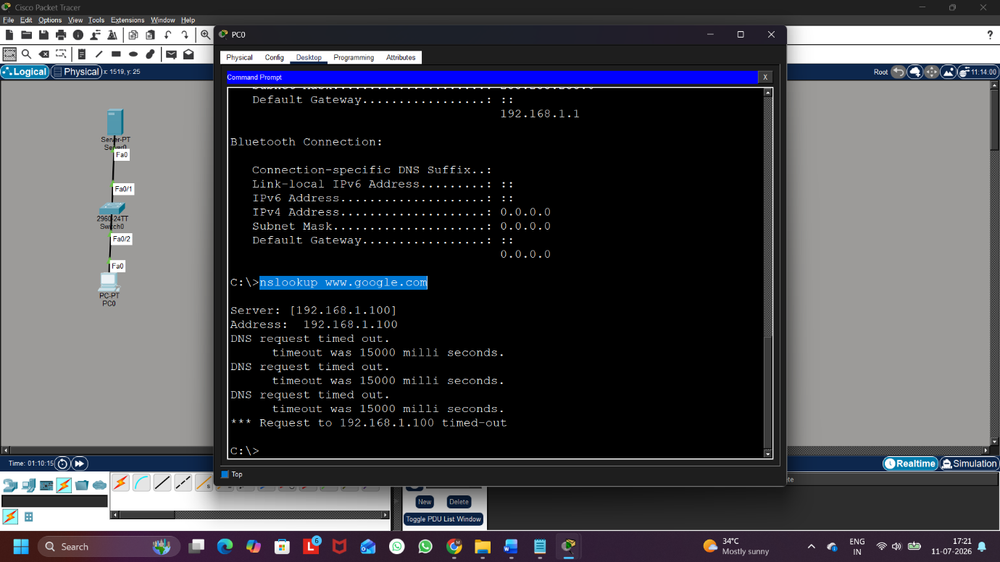 Cisco Packet Tracer
File Edit Options View Tools Extensions Window Help
?
Logical
Physical
x: 1519, y: 25
Root
11:14:00
Server-PT
Server0
Fa0
Fa0/1
2960-24TT
Switch0
Fa0/2
Fa0
PC-PT
PC0
PC0
Physical Config Desktop Programming Attributes
Command Prompt
X
Default Gateway.................: ::
192.168.1.1
Bluetooth Connection:
Connection-specific DNS Suffix..:
Link-local IPv6 Address.........: ::
IPv6 Address....................: ::
IPv4 Address....................: 0.0.0.0
Subnet Mask.....................: 0.0.0.0
Default Gateway.................: ::
0.0.0.0
C:\>nslookup www.google.com
Server: [192.168.1.100]
Address:  192.168.1.100
DNS request timed out.
timeout was 15000 milli seconds.
DNS request timed out.
timeout was 15000 milli seconds.
DNS request timed out.
timeout was 15000 milli seconds.
*** Request to 192.168.1.100 timed-out
C:\>
Top
Time: 01:10:15
Realtime
Simulation
New
Delete
Toggle PDU List Window
Search
6
34°C
Mostly sunny
ENG
IN
17:21
11-07-2026